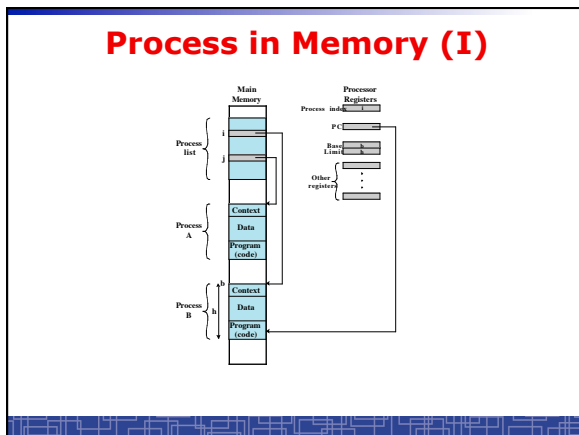 Process in Memory (I)
Main
Memory
Processor
Registers
Process index
i
PC
Base
b
Limit
h
Other
registers
Process
list
i
j
Process
A
Context
Data
Program
(code)
Process
B
b
h
Context
Data
Program
(code)